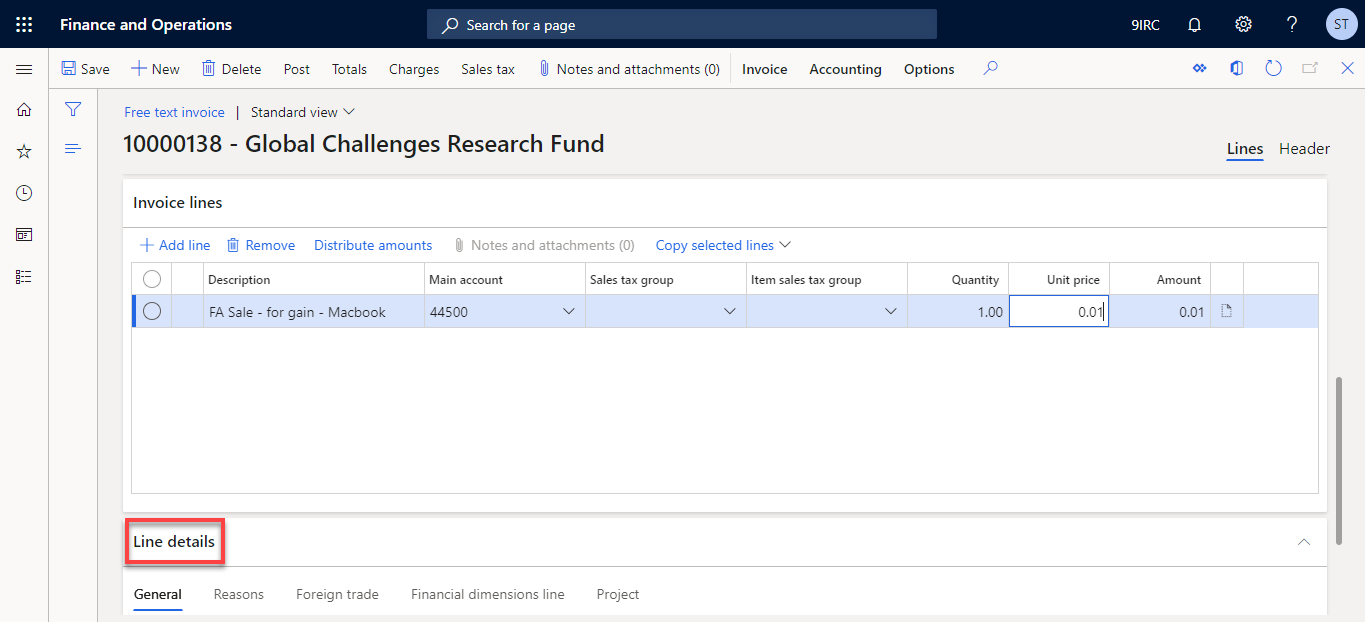 Finance and Operations
Search for a page
9IRC
?
ST
Save
New
Delete
Post
Totals
Charges
Sales tax
Notes and attachments (0)
Invoice
Accounting
Options
Free text invoice | Standard view
10000138 - Global Challenges Research Fund
Lines
Header
Invoice lines
Add line
Remove
Distribute amounts
Notes and attachments (0)
Copy selected lines
Description Main account Sales tax group Item sales tax group Quantity Unit price Amount
FA Sale - for gain - Macbook 44500 1.00 0.01 0.01
Line details
General
Reasons
Foreign trade
Financial dimensions line
Project